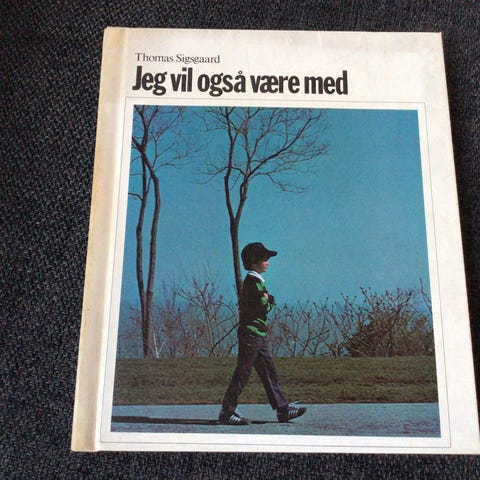 Thomas Sigsgaard
Jeg vil også være med